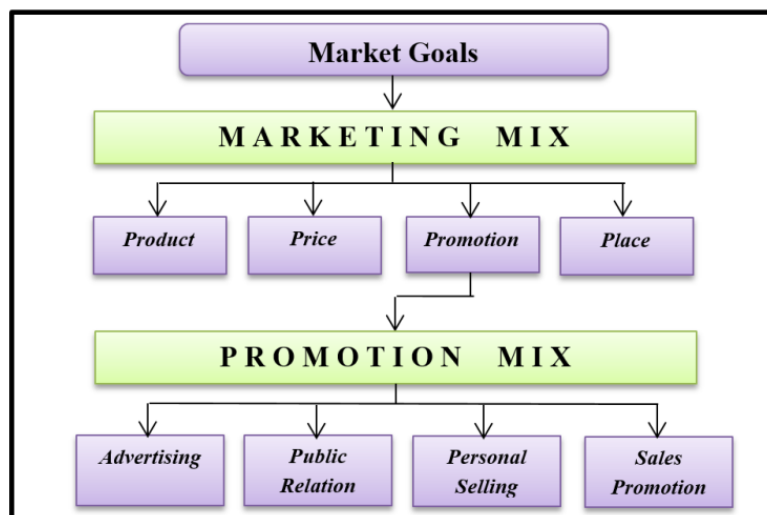 Market Goals
MARKETING MIX
Product
Price
Promotion
Place
PROMOTION MIX
Advertising
Public
Relation
Personal
Selling
Sales
Promotion